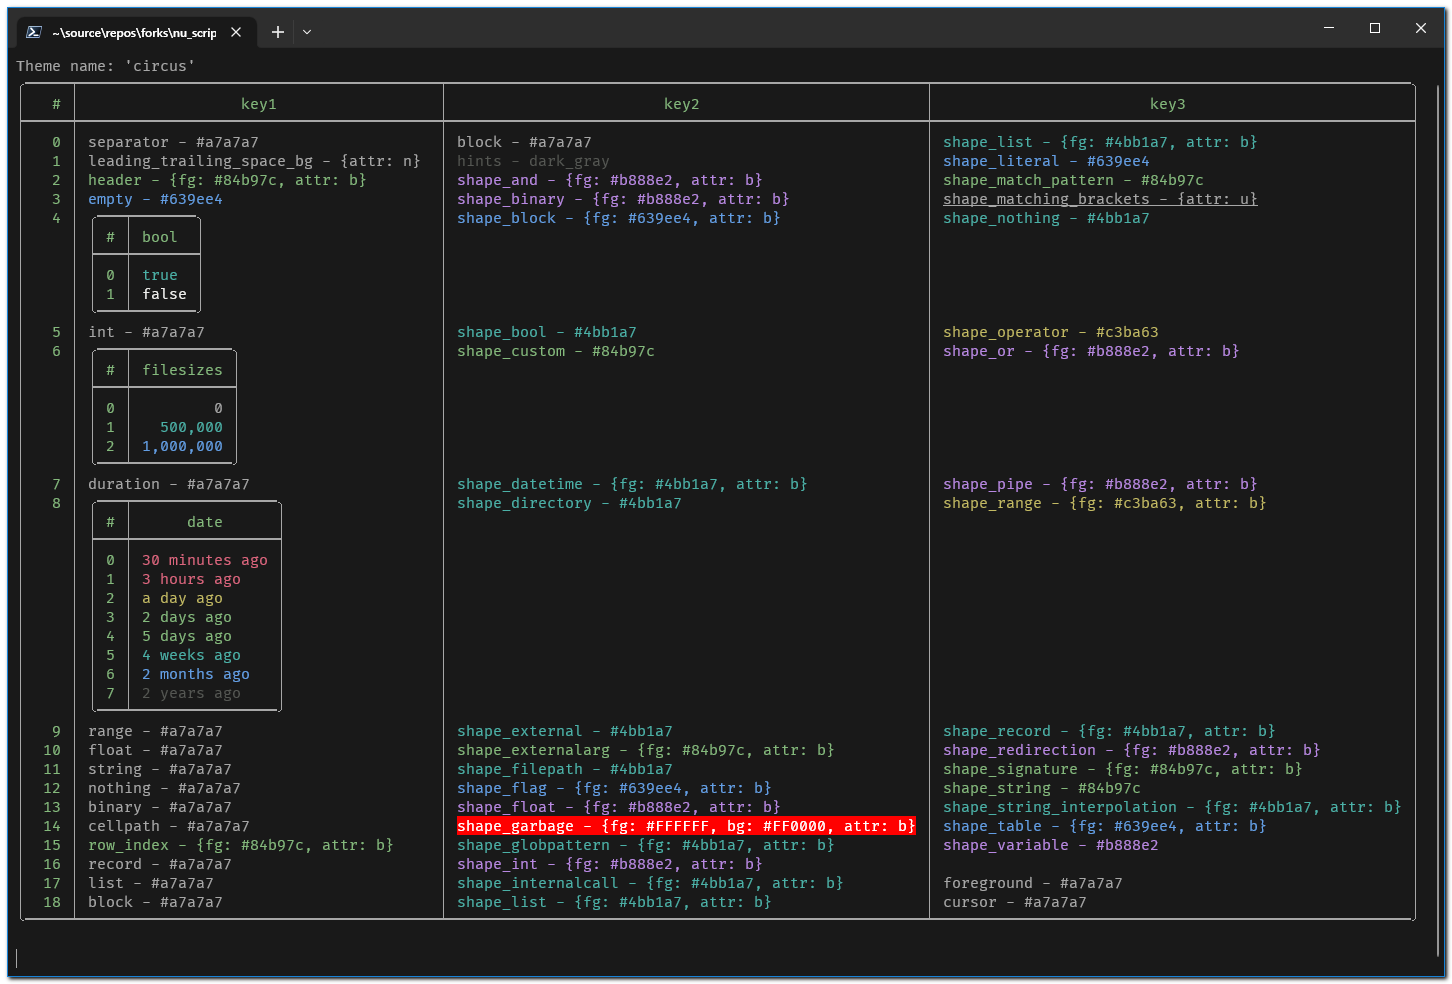 ~\source\repos\forks\nu_scrip
Theme name: 'circus'
# key1 key2 key3
0 separator - #a7a7a7 block - #a7a7a7 shape_list - {fg: #4bb1a7, attr: b}
1 leading_trailing_space_bg - {attr: n} hints - dark_gray shape_literal - #639ee4
2 header - {fg: #84b97c, attr: b} shape_and - {fg: #b888e2, attr: b} shape_match_pattern - #84b97c
3 empty - #639ee4 shape_binary - {fg: #b888e2, attr: b} shape_matching_brackets - {attr: u}
4 shape_block - {fg: #639ee4, attr: b} shape_nothing - #4bb1a7
# bool
0 true
1 false
5 int - #a7a7a7 shape_bool - #4bb1a7 shape_operator - #c3ba63
6 shape_custom - #84b97c shape_or - {fg: #b888e2, attr: b}
# filesizes
0 0
1 500,000
2 1,000,000
7 duration - #a7a7a7 shape_datetime - {fg: #4bb1a7, attr: b} shape_pipe - {fg: #b888e2, attr: b}
8 shape_directory - #4bb1a7 shape_range - {fg: #c3ba63, attr: b}
# date
0 30 minutes ago
1 3 hours ago
2 a day ago
3 2 days ago
4 5 days ago
5 4 weeks ago
6 2 months ago
7 2 years ago
9 range - #a7a7a7 shape_external - #4bb1a7 shape_record - {fg: #4bb1a7, attr: b}
10 float - #a7a7a7 shape_externalarg - {fg: #84b97c, attr: b} shape_redirection - {fg: #b888e2, attr: b}
11 string - #a7a7a7 shape_filepath - #4bb1a7 shape_signature - {fg: #84b97c, attr: b}
12 nothing - #a7a7a7 shape_flag - {fg: #639ee4, attr: b} shape_string - #84b97c
13 binary - #a7a7a7 shape_float - {fg: #b888e2, attr: b} shape_string_interpolation - {fg: #4bb1a7, attr: b}
14 cellpath - #a7a7a7 shape_garbage - {fg: #FFFFFF, bg: #FF0000, attr: b} shape_table - {fg: #639ee4, attr: b}
15 row_index - {fg: #84b97c, attr: b} shape_globpattern - {fg: #4bb1a7, attr: b} shape_variable - #b888e2
16 record - #a7a7a7 shape_int - {fg: #b888e2, attr: b}
17 list - #a7a7a7 shape_internalcall - {fg: #4bb1a7, attr: b} foreground - #a7a7a7
18 block - #a7a7a7 shape_list - {fg: #4bb1a7, attr: b} cursor - #a7a7a7